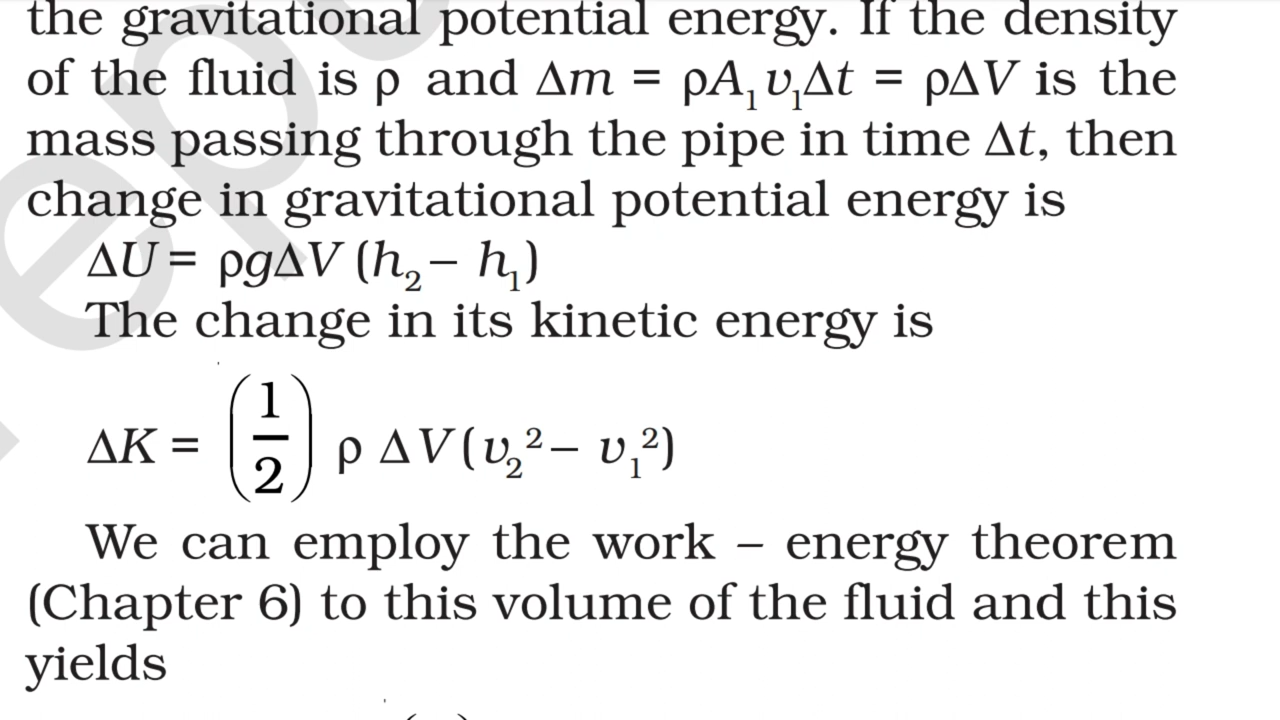 the gravitational potential energy. If the density
of the fluid is ρ and Δm = ρA₁v₁Δt = ρΔV is the
mass passing through the pipe in time Δt, then
change in gravitational potential energy is
ΔU = ρgΔV (h₂ – h₁)
The change in its kinetic energy is
ΔK = (1/2) ρ ΔV (v₂² – v₁²)
We can employ the work – energy theorem
(Chapter 6) to this volume of the fluid and this
yields